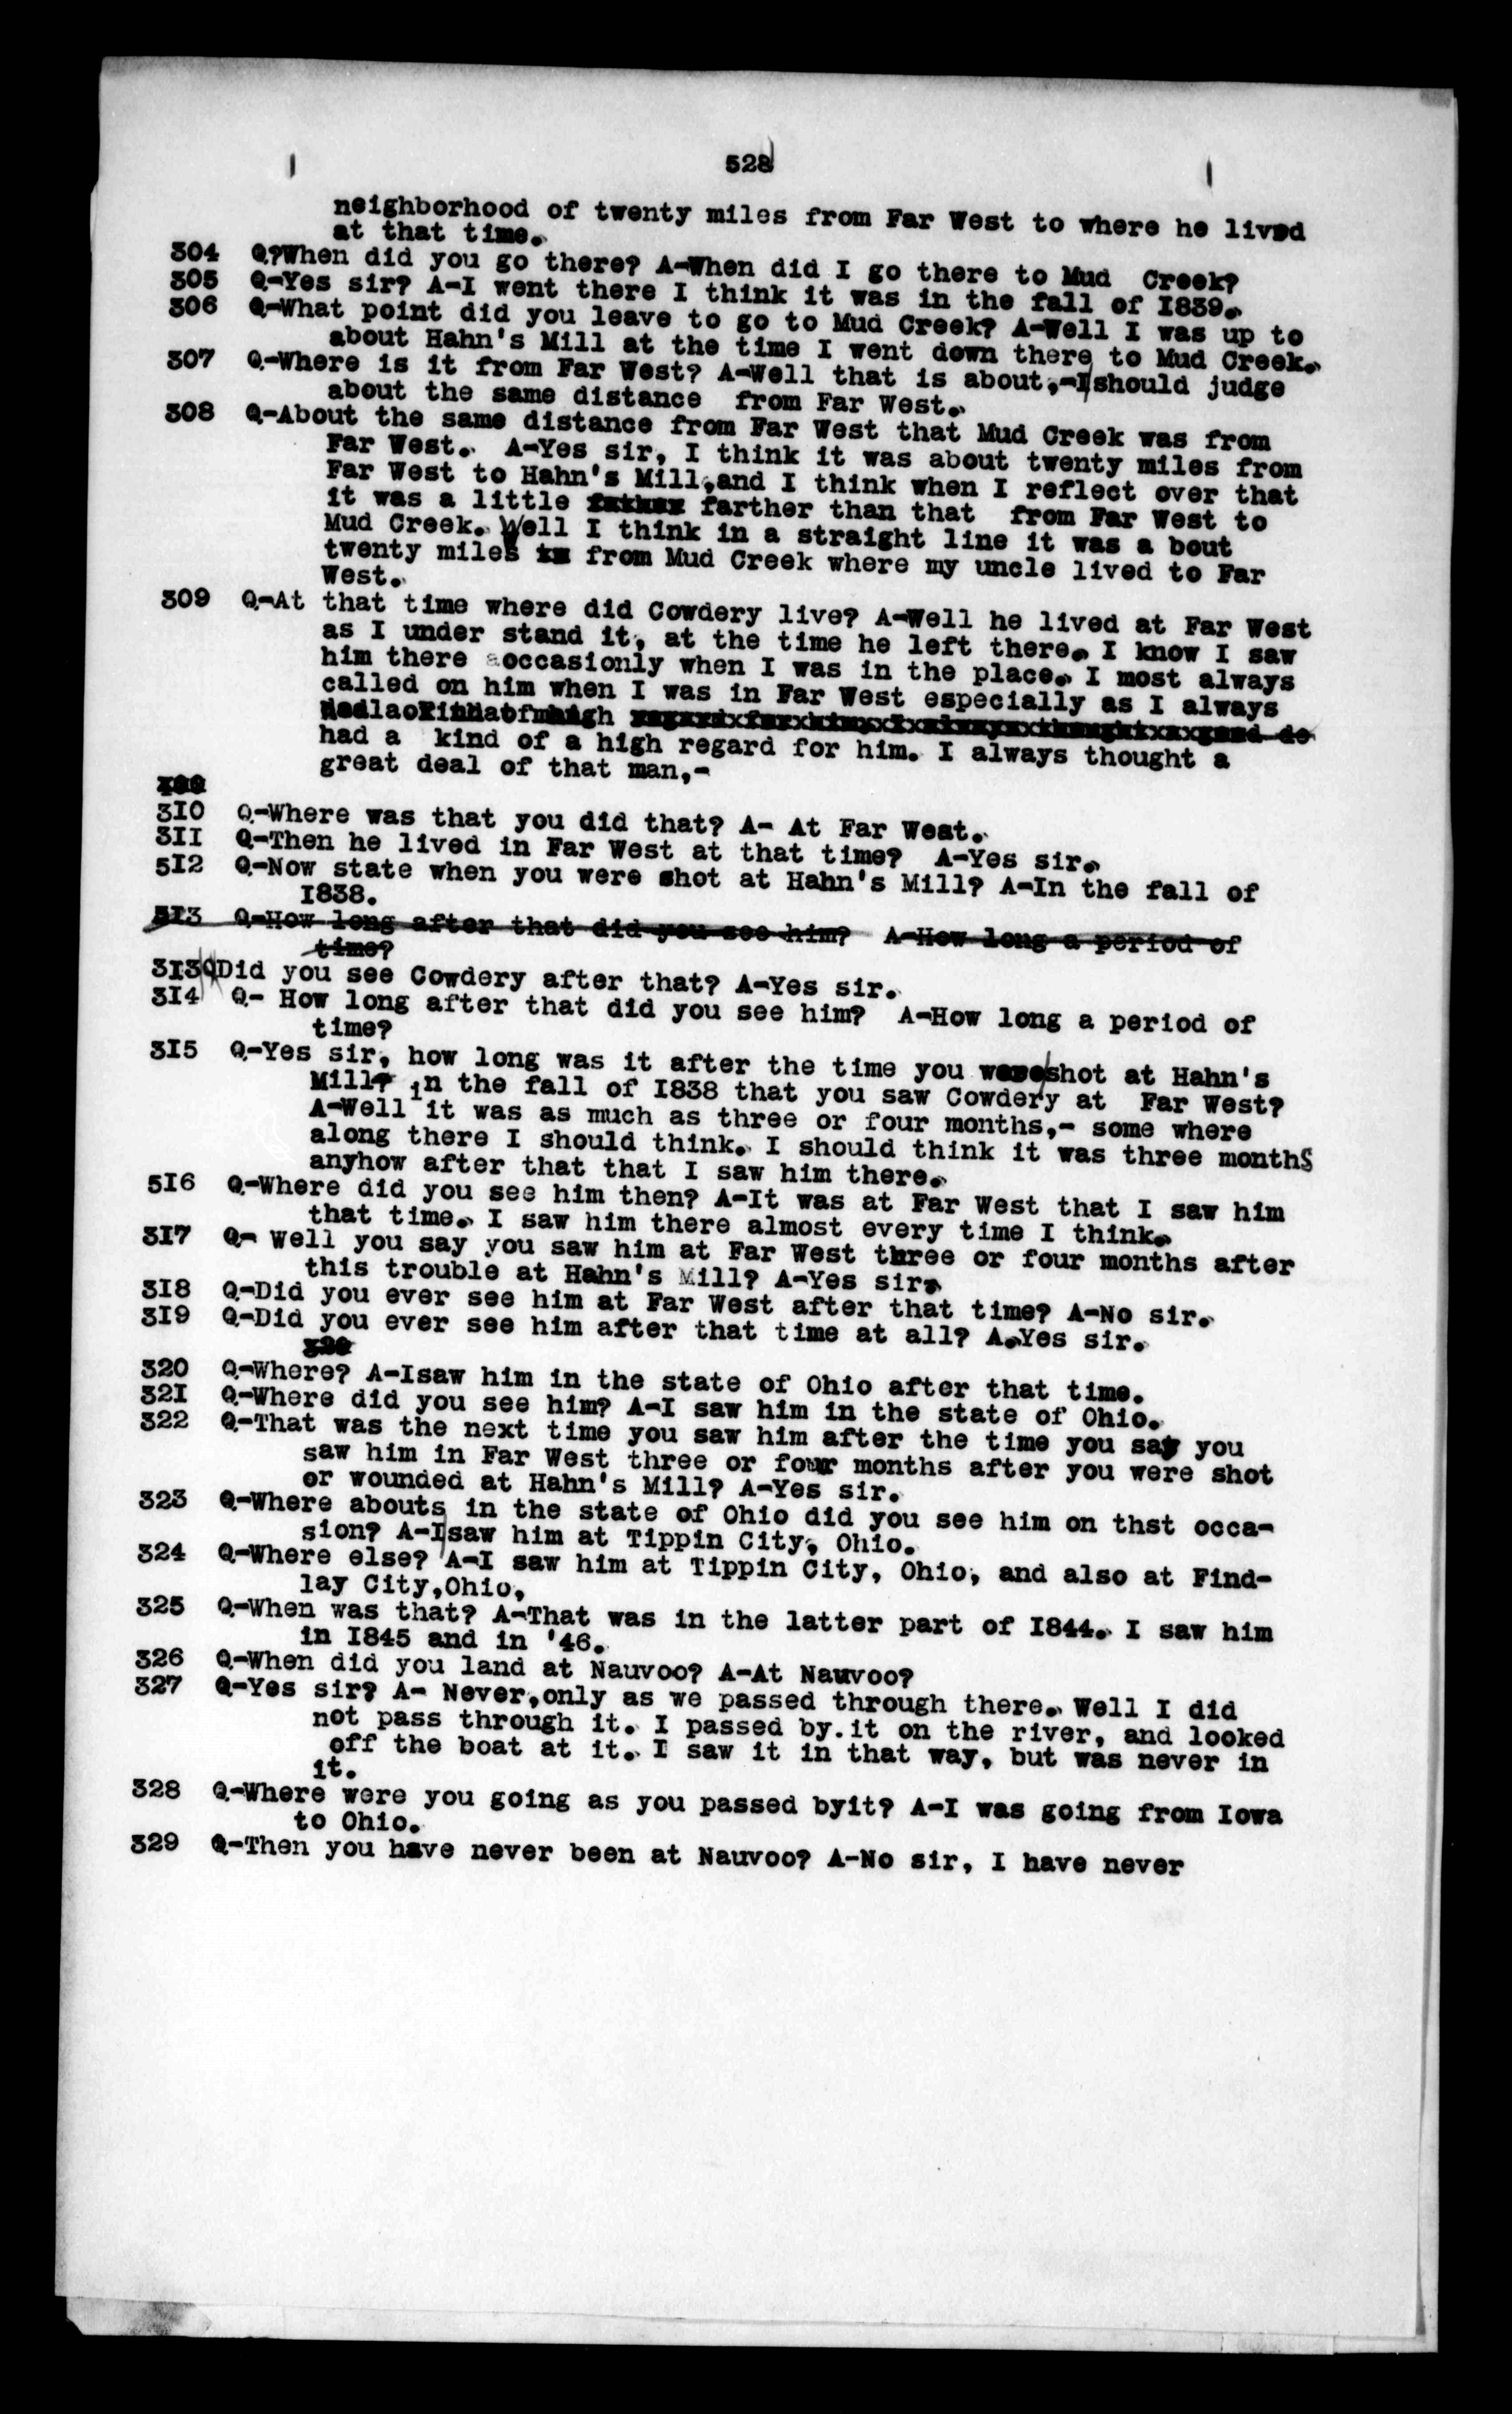 528
neighborhood of twenty miles from Far West to where he lived
at that time.
304 Q?When did you go there? A-When did I go there to Mud Creek?
305 Q-Yes sir? A-I went there I think it was in the fall of 1839.
306 Q-What point did you leave to go to Mud Creek? A-Well I was up to
about Hahn's Mill at the time I went down there to Mud Creek.
307 Q-Where is it from Far West? A-Well that is about,-I should judge
about the same distance from Far West.
308 Q-About the same distance from Far West that Mud Creek was from
Far West. A-Yes sir, I think it was about twenty miles from
Far West to Hahn's Mill,and I think when I reflect over that
it was a little farther than that from Far West to
Mud Creek. Well I think in a straight line it was a bout
twenty miles from Mud Creek where my uncle lived to Far
West.
309 Q-At that time where did Cowdery live? A-Well he lived at Far West
as I under stand it, at the time he left there. I know I saw
him there occasionly when I was in the place. I most always
called on him when I was in Far West especially as I always
had a kind of a high regard for him. I always thought a
great deal of that man,-
310 Q-Where was that you did that? A- At Far West.
311 Q-Then he lived in Far West at that time? A-Yes sir.
512 Q-Now state when you were shot at Hahn's Mill? A-In the fall of
1838.
313 Q-How long after that did you see him? A-How long a period of
time?
313 Q Did you see Cowdery after that? A-Yes sir.
314 Q- How long after that did you see him? A-How long a period of
time?
315 Q-Yes sir, how long was it after the time you were shot at Hahn's
Mill? in the fall of 1838 that you saw Cowdery at Far West?
A-Well it was as much as three or four months,- some where
along there I should think. I should think it was three months
anyhow after that that I saw him there.
516 Q-Where did you see him then? A-It was at Far West that I saw him
that time. I saw him there almost every time I think.
317 Q- Well you say you saw him at Far West three or four months after
this trouble at Hahn's Mill? A-Yes sir.
318 Q-Did you ever see him at Far West after that time? A-No sir.
319 Q-Did you ever see him after that time at all? A.Yes sir.
320 Q-Where? A-Isaw him in the state of Ohio after that time.
321 Q-Where did you see him? A-I saw him in the state of Ohio.
322 Q-That was the next time you saw him after the time you say you
saw him in Far West three or four months after you were shot
or wounded at Hahn's Mill? A-Yes sir.
323 Q-Where abouts in the state of Ohio did you see him on thst occa-
sion? A-I saw him at Tippin City, Ohio.
324 Q-Where else? A-I saw him at Tippin City, Ohio, and also at Find-
lay City,Ohio,
325 Q-When was that? A-That was in the latter part of 1844. I saw him
in 1845 and in '46.
326 Q-When did you land at Nauvoo? A-At Nauvoo?
327 Q-Yes sir? A- Never,only as we passed through there. Well I did
not pass through it. I passed by.it on the river, and looked
off the boat at it. I saw it in that way, but was never in
it.
328 Q-Where were you going as you passed byit? A-I was going from Iowa
to Ohio.
329 Q-Then you have never been at Nauvoo? A-No sir, I have never